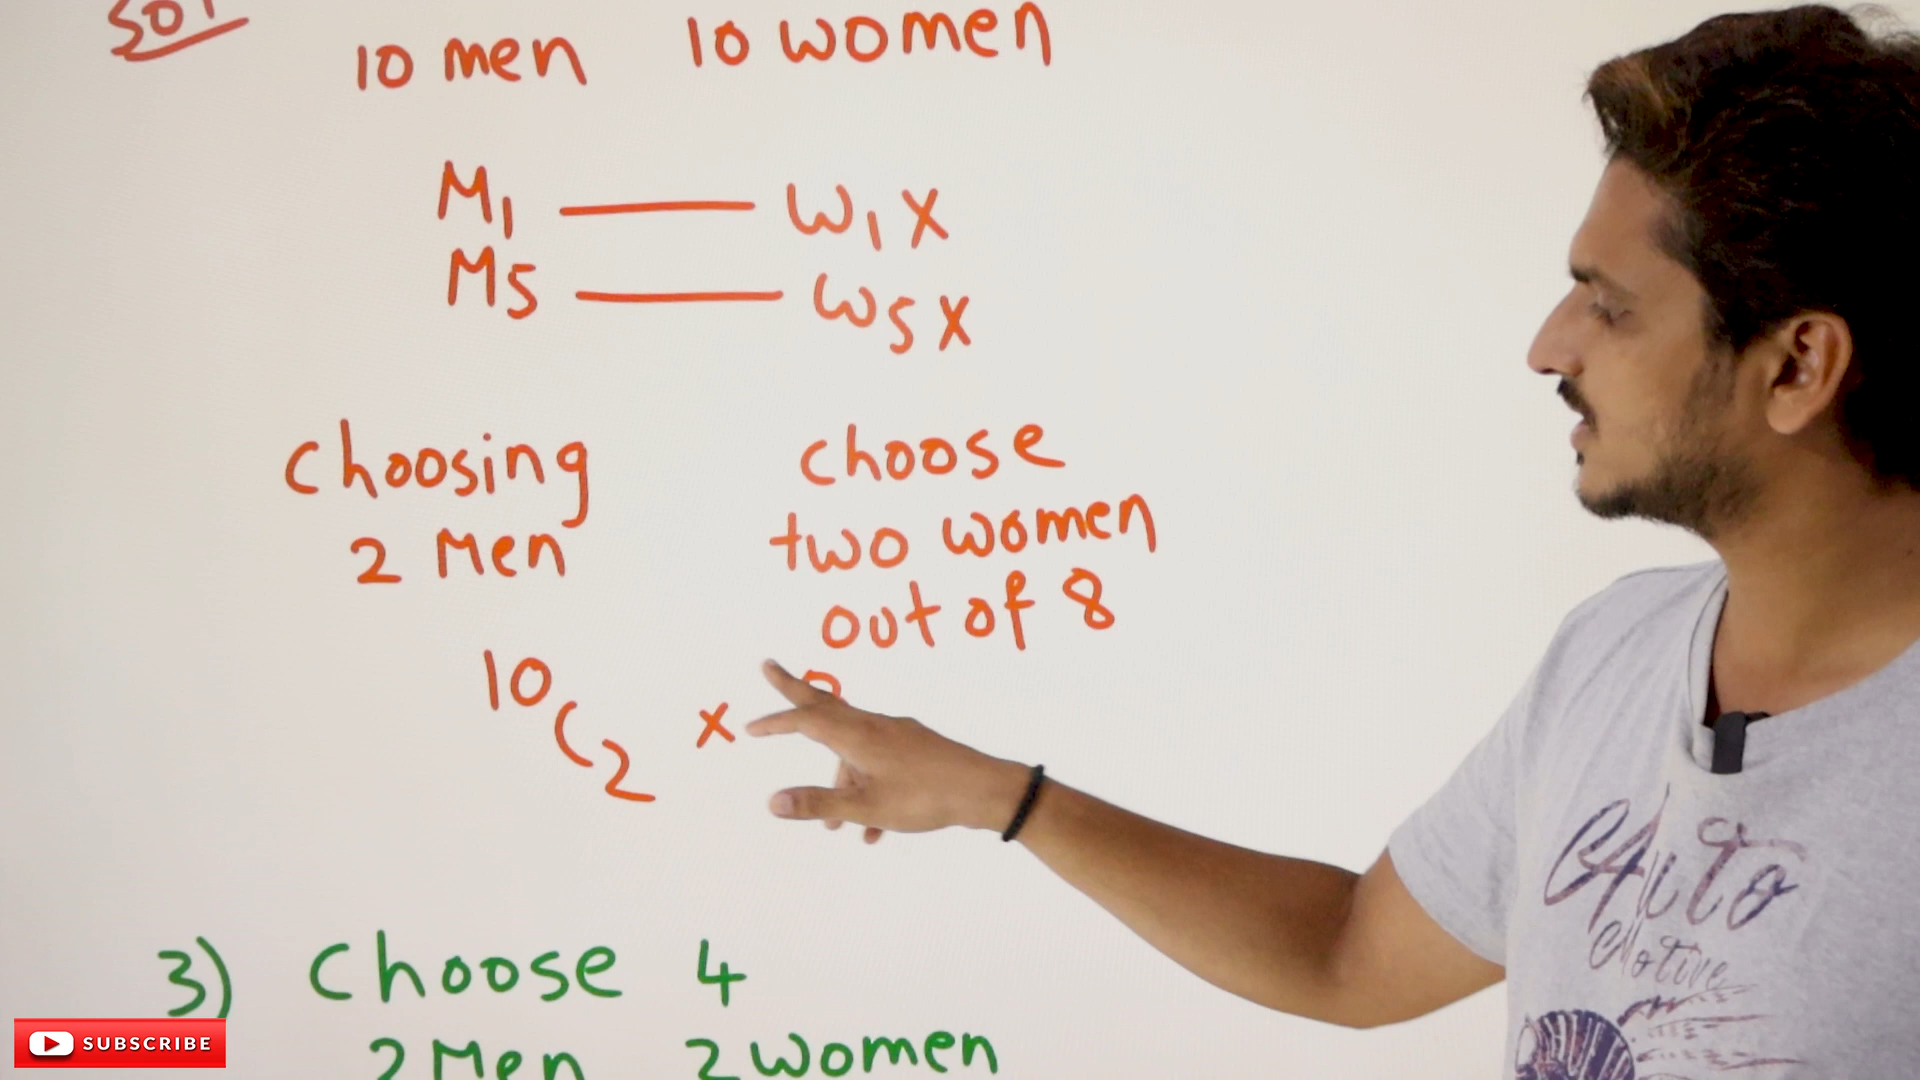 Sol
10 men 10 women
M1 — W1 X
M5 — W5 X
Choosing
2 Men
choose
two women
out of 8
10C2 x
3) Choose 4
2 Men 2 women
SUBSCRIBE
Auto
Motive